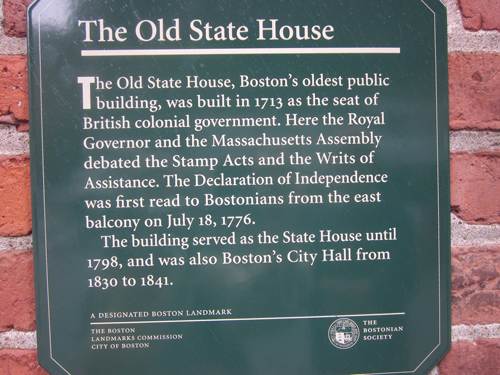 The Old State House
The Old State House, Boston's oldest public
building, was built in 1713 as the seat of
British colonial government. Here the Royal
Governor and the Massachusetts Assembly
debated the Stamp Acts and the Writs of
Assistance. The Declaration of Independence
was first read to Bostonians from the east
balcony on July 18, 1776.
The building served as the State House until
1798, and was also Boston's City Hall from
1830 to 1841.
A DESIGNATED BOSTON LANDMARK
THE BOSTON
LANDMARKS COMMISSION
CITY OF BOSTON
THE
BOSTONIAN
SOCIETY